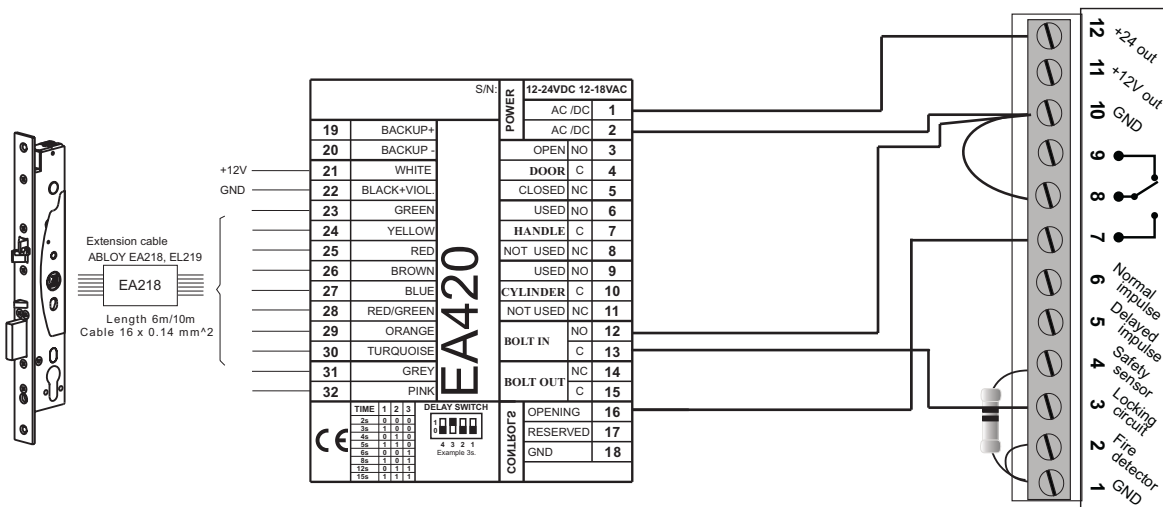 +12V
GND
Extension cable
ABLOY EA218, EL219
EA218
Length 6m/10m
Cable 16 x 0.14 mm^2
S/N:
19 BACKUP+
20 BACKUP -
21 WHITE
22 BLACK+VIOL.
23 GREEN
24 YELLOW
25 RED
26 BROWN
27 BLUE
28 RED/GREEN
29 ORANGE
30 TURQUOISE
31 GREY
32 PINK
EA420
POWER
12-24VDC 12-18VAC
AC /DC 1
AC /DC 2
OPEN NO 3
DOOR C 4
CLOSED NC 5
USED NO 6
HANDLE C 7
NOT USED NC 8
USED NO 9
CYLINDER C 10
NOT USED NC 11
BOLT IN
NO 12
C 13
BOLT OUT
NC 14
C 15
CONTROLS
OPENING 16
RESERVED 17
GND 18
CE
TIME 1 2 3
2s 0 0 0
3s 1 0 0
4s 0 1 0
5s 1 1 0
6s 0 0 1
8s 1 0 1
12s 0 1 1
15s 1 1 1
DELAY SWITCH
1
0
4 3 2 1
Example 3s.
12 +24 out
11 +12V out
10 GND
9
8
7
6 Normal
impulse
5 Delayed
impulse
4 Safety
sensor
3 Locking
circuit
2 Fire
detector
1 GND